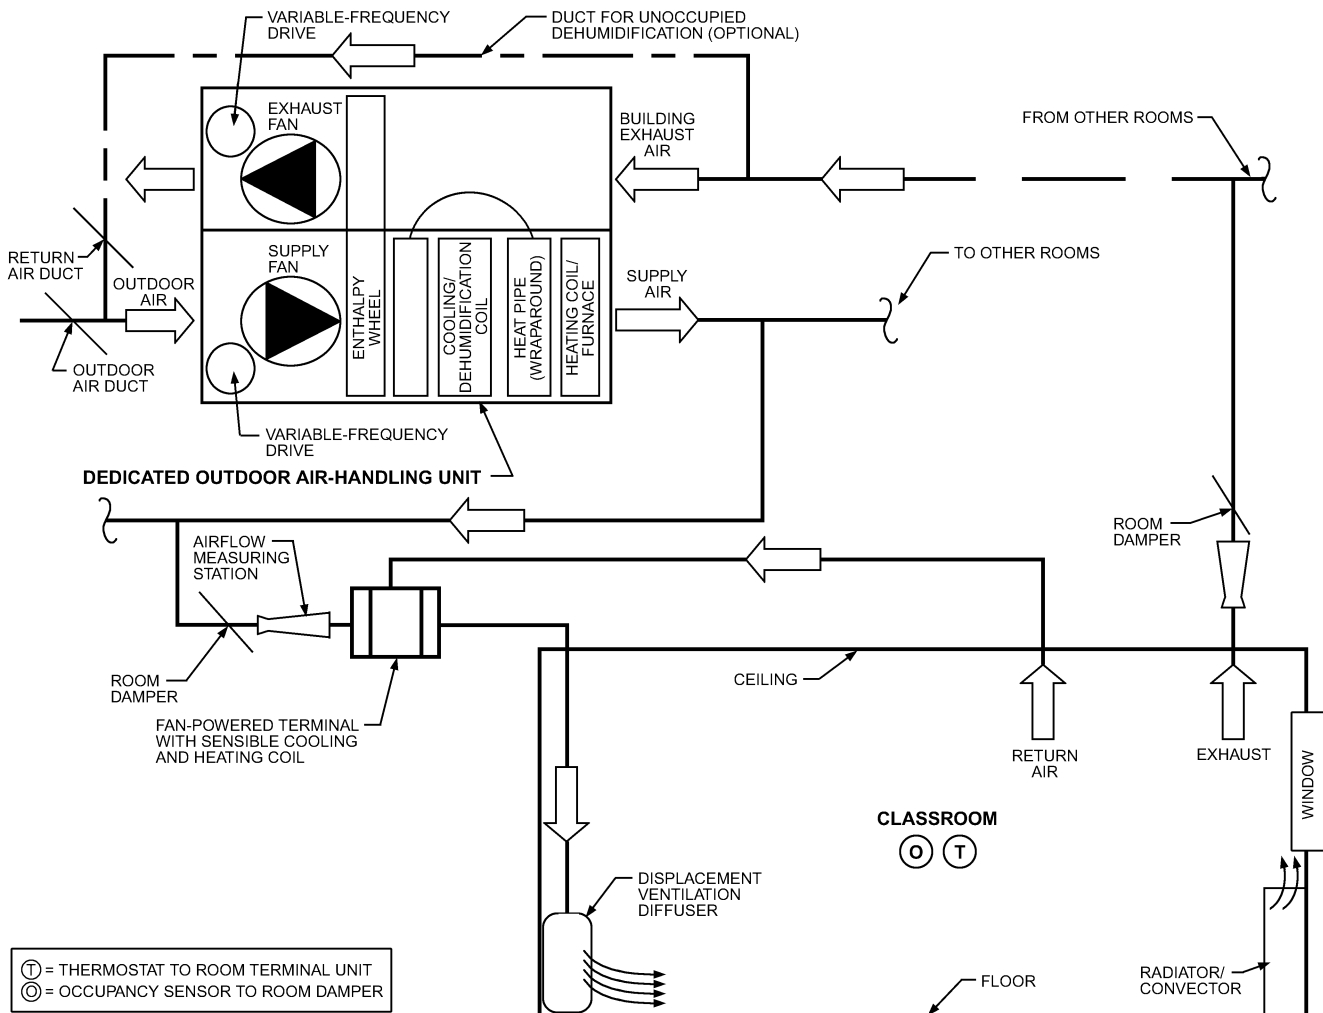 VARIABLE-FREQUENCY
DRIVE
DUCT FOR UNOCCUPIED
DEHUMIDIFICATION (OPTIONAL)
EXHAUST
FAN
BUILDING
EXHAUST
AIR
FROM OTHER ROOMS
RETURN
AIR DUCT
OUTDOOR
AIR
SUPPLY
FAN
ENTHALPY
WHEEL
COOLING/
DEHUMIDIFICATION
COIL
HEAT PIPE
(WRAPAROUND)
HEATING COIL/
FURNACE
SUPPLY
AIR
TO OTHER ROOMS
OUTDOOR
AIR DUCT
VARIABLE-FREQUENCY
DRIVE
DEDICATED OUTDOOR AIR-HANDLING UNIT
AIRFLOW
MEASURING
STATION
ROOM
DAMPER
ROOM
DAMPER
FAN-POWERED TERMINAL
WITH SENSIBLE COOLING
AND HEATING COIL
CEILING
RETURN
AIR
EXHAUST
WINDOW
CLASSROOM
O T
DISPLACEMENT
VENTILATION
DIFFUSER
FLOOR
RADIATOR/
CONVECTOR
T = THERMOSTAT TO ROOM TERMINAL UNIT
O = OCCUPANCY SENSOR TO ROOM DAMPER